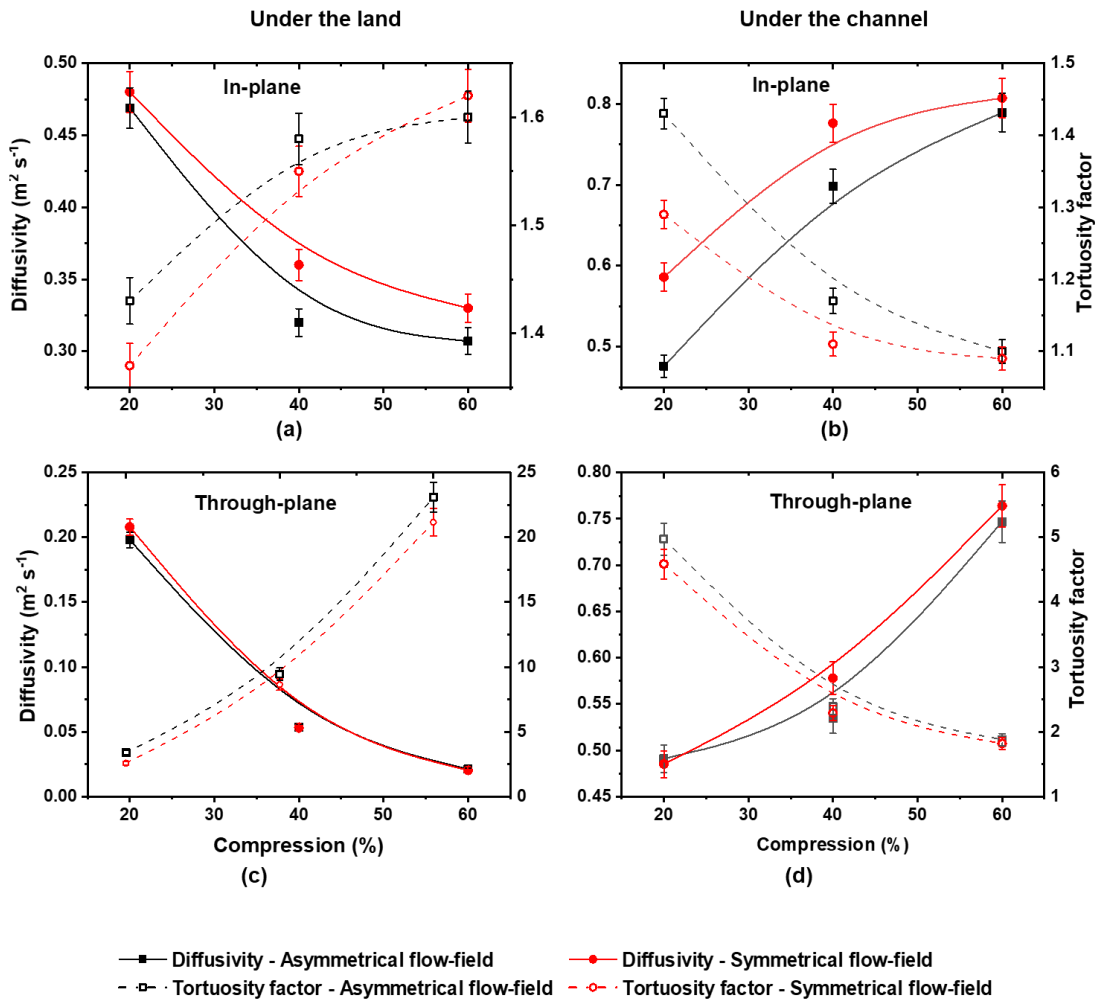 Under the land
Under the channel
In-plane
0.50
0.45
0.40
0.35
0.30
Diffusivity (m² s⁻¹)
1.6
1.5
1.4
20 30 40 50 60
(a)
In-plane
0.8
0.7
0.6
0.5
1.5
1.4
1.3
1.2
1.1
Tortuosity factor
20 30 40 50 60
(b)
Through-plane
0.25
0.20
0.15
0.10
0.05
0.00
Diffusivity (m² s⁻¹)
25
20
15
10
5
0
20 30 40 50 60
Compression (%)
(c)
Through-plane
0.80
0.75
0.70
0.65
0.60
0.55
0.50
0.45
6
5
4
3
2
1
Tortuosity factor
20 30 40 50 60
Compression (%)
(d)
Diffusivity - Asymmetrical flow-field
Diffusivity - Symmetrical flow-field
Tortuosity factor - Asymmetrical flow-field
Tortuosity factor - Symmetrical flow-field